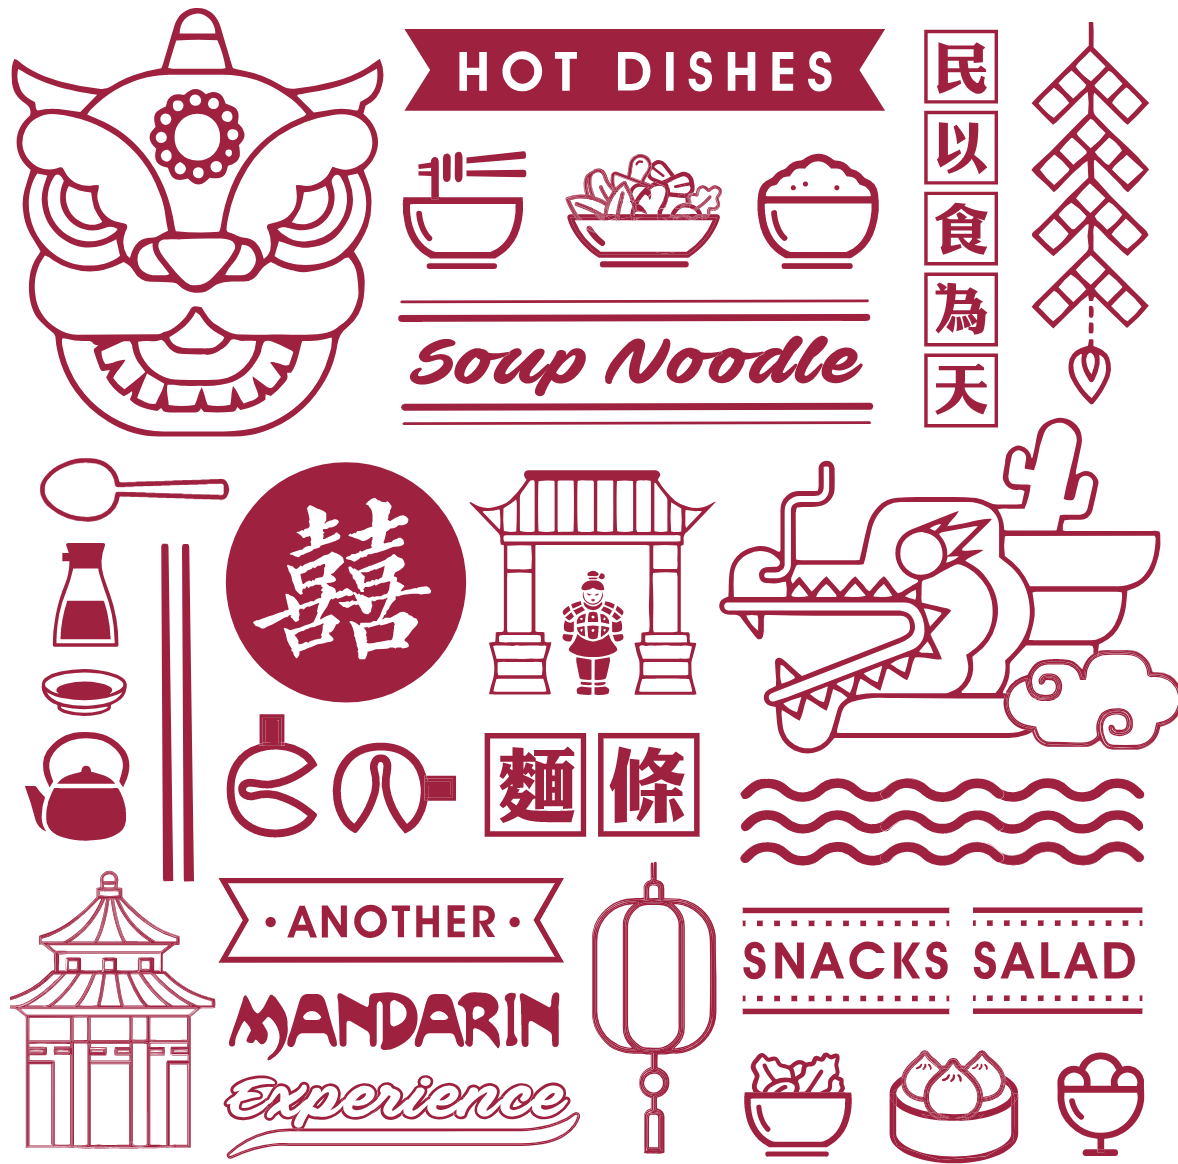 HOT DISHES
民以食為天
Soup Noodle
囍
麵條
· ANOTHER ·
MANDARIN
Experience
SNACKS
SALAD